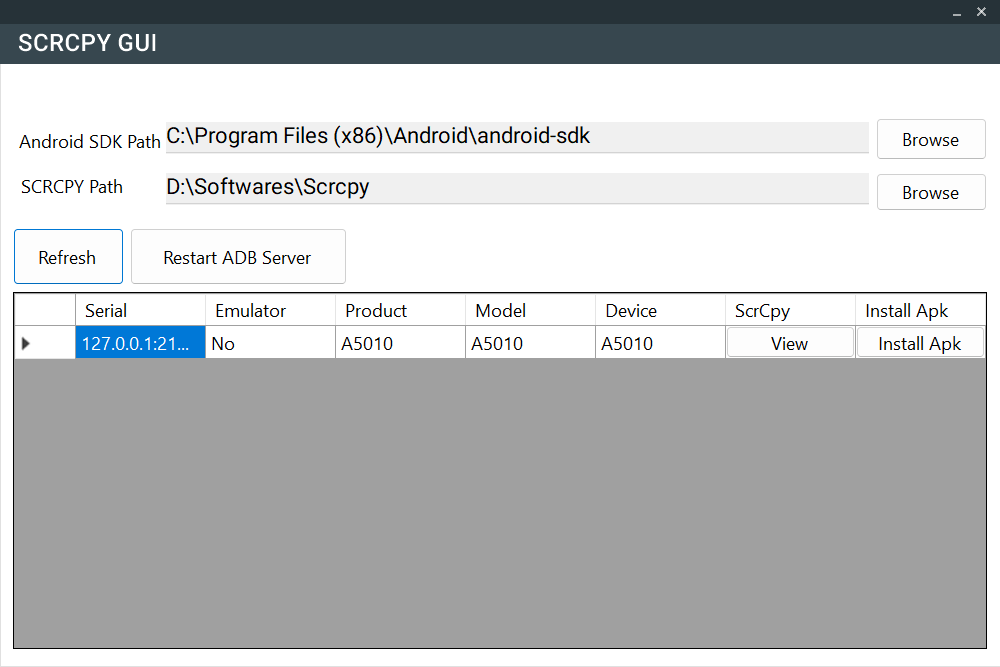 SCRCPY GUI
Android SDK Path C:\Program Files (x86)\Android\android-sdk Browse
SCRCPY Path D:\Softwares\Scrcpy Browse
Refresh Restart ADB Server
Serial Emulator Product Model Device ScrCpy Install Apk
127.0.0.1:21... No A5010 A5010 A5010 View Install Apk